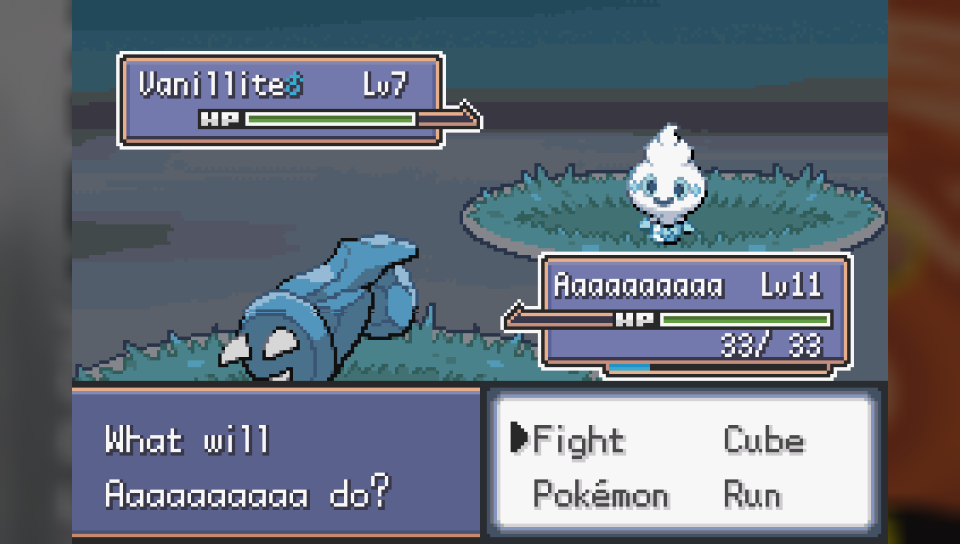 Vanillite♂ Lv7
HP
Aaaaaaaaaa Lv11
HP
33/ 33
What will
Aaaaaaaaaa do?
Fight Cube
Pokémon Run